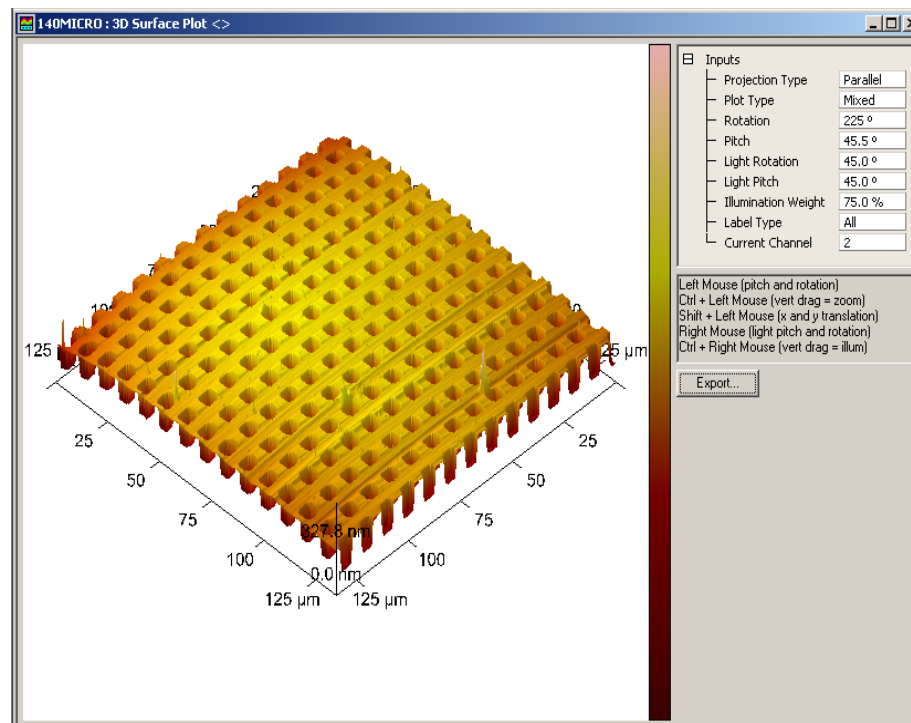 140MICRO : 3D Surface Plot <>
Inputs
Projection Type Parallel
Plot Type Mixed
Rotation 225 º
Pitch 45.5 º
Light Rotation 45.0 º
Light Pitch 45.0 º
Illumination Weight 75.0 %
Label Type All
Current Channel 2
Left Mouse (pitch and rotation)
Ctrl + Left Mouse (vert drag = zoom)
Shift + Left Mouse (x and y translation)
Right Mouse (light pitch and rotation)
Ctrl + Right Mouse (vert drag = illum)
Export...
125
25 µm
25
25
50
50
75
75
100
100
327.8 nm
0.0 nm
125 µm
125 µm